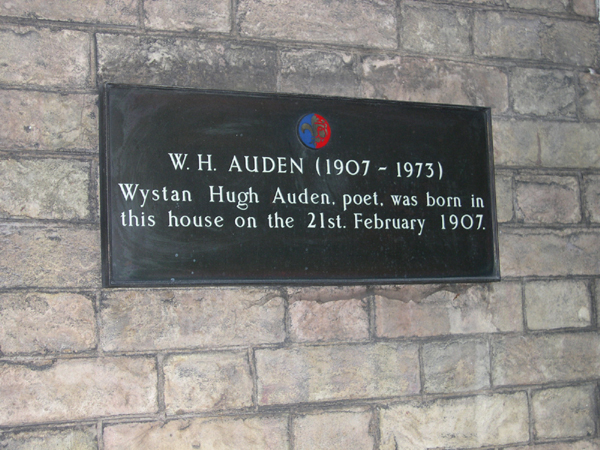 W. H. AUDEN (1907 ~ 1973)
Wystan Hugh Auden, poet, was born in
this house on the 21st. February 1907.